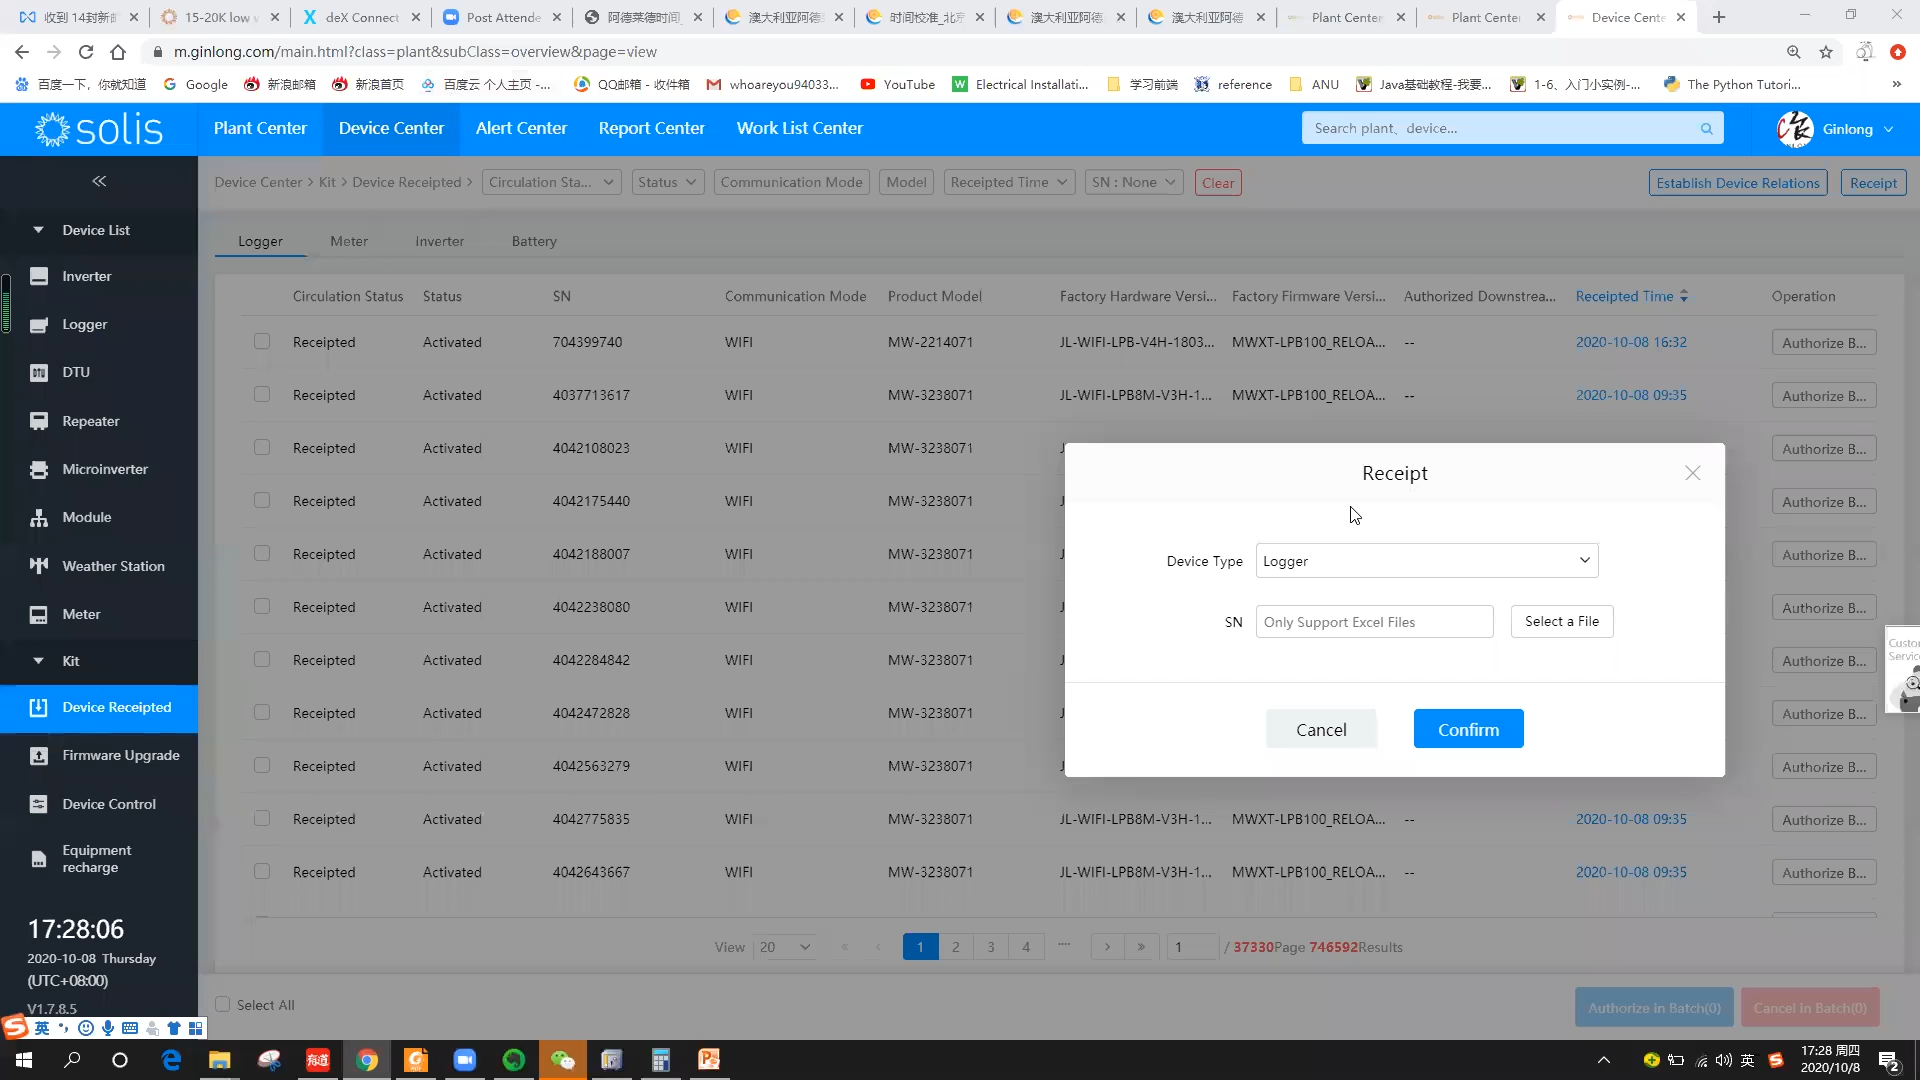 收到 14封新邮
15-20K low v
deX Connect
Post Attende
阿德莱德时间_
澳大利亚阿德
时间校准_北京
澳大利亚阿德
澳大利亚阿德
Plant Center
Plant Center
Device Cente
m.ginlong.com/main.html?class=plant&subClass=overview&page=view
百度一下，你就知道
Google
新浪邮箱
新浪首页
百度云 个人主页 -...
QQ邮箱 - 收件箱
whoareyou94033...
YouTube
Electrical Installati...
学习前端
reference
ANU
Java基础教程-我要...
1-6、入门小实例-...
The Python Tutori...
»
solis
Plant Center
Device Center
Alert Center
Report Center
Work List Center
Search plant、device...
Ginlong
Device Center > Kit > Device Receipted >
Circulation Sta...
Status
Communication Mode
Model
Receipted Time
SN : None
Clear
Establish Device Relations
Receipt
Device List
Inverter
Logger
DTU
Repeater
Microinverter
Module
Weather Station
Meter
Kit
Device Receipted
Firmware Upgrade
Device Control
Equipment
recharge
17:28:06
2020-10-08 Thursday
(UTC+08:00)
V1.7.8.5
Logger Meter Inverter Battery
Circulation Status Status SN Communication Mode Product Model Factory Hardware Versi... Factory Firmware Versi... Authorized Downstrea... Receipted Time Operation
Receipted Activated 704399740 WIFI MW-2214071 JL-WIFI-LPB-V4H-1803... MWXT-LPB100_RELOA... -- 2020-10-08 16:32 Authorize B...
Receipted Activated 4037713617 WIFI MW-3238071 JL-WIFI-LPB8M-V3H-1... MWXT-LPB100_RELOA... -- 2020-10-08 09:35 Authorize B...
Receipted Activated 4042108023 WIFI MW-3238071 Authorize B...
Receipted Activated 4042175440 WIFI MW-3238071 Authorize B...
Receipted Activated 4042188007 WIFI MW-3238071 Authorize B...
Receipted Activated 4042238080 WIFI MW-3238071 Authorize B...
Receipted Activated 4042284842 WIFI MW-3238071 Authorize B...
Receipted Activated 4042472828 WIFI MW-3238071 Authorize B...
Receipted Activated 4042563279 WIFI MW-3238071 Authorize B...
Receipted Activated 4042775835 WIFI MW-3238071 JL-WIFI-LPB8M-V3H-1... MWXT-LPB100_RELOA... -- 2020-10-08 09:35 Authorize B...
Receipted Activated 4042643667 WIFI MW-3238071 JL-WIFI-LPB8M-V3H-1... MWXT-LPB100_RELOA... -- 2020-10-08 09:35 Authorize B...
Receipt
Device Type Logger
SN Only Support Excel Files Select a File
Cancel Confirm
View 20 « ‹ 1 2 3 4 ···· › » 1 / 37330Page 746592Results
Select All
Authorize in Batch(0) Cancel in Batch(0)
英
有道
英
17:28 周四
2020/10/8
2